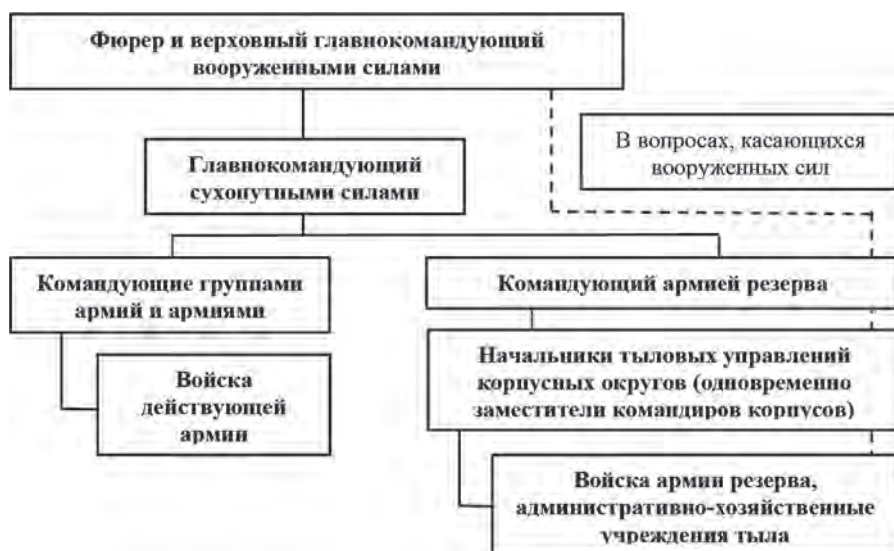 Фюрер и верховный главнокомандующий
вооруженными силами
В вопросах, касающихся
вооруженных сил
Главнокомандующий
сухопутными силами
Командующие группами
армий и армиями
Командующий армией резерва
Войска
действующей
армии
Начальники тыловых управлений
корпусных округов (одновременно
заместители командиров корпусов)
Войска армии резерва,
административно-хозяйственные
учреждения тыла